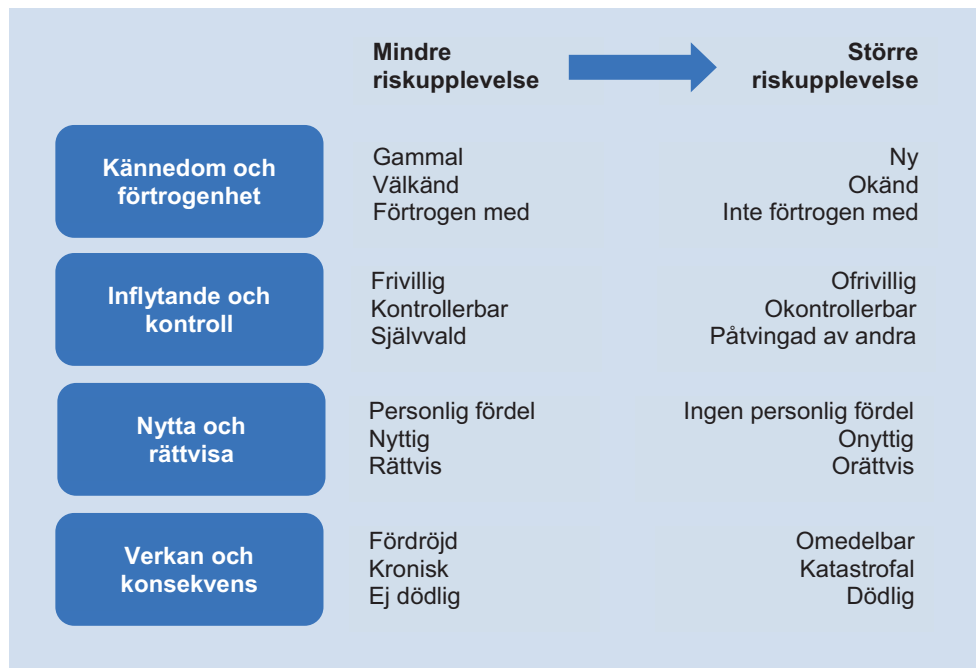 Mindre
riskupplevelse
Större
riskupplevelse
Kännedom och
förtrogenhet
Gammal
Välkänd
Förtrogen med
Ny
Okänd
Inte förtrogen med
Inflytande och
kontroll
Frivillig
Kontrollerbar
Självvald
Ofrivillig
Okontrollerbar
Påtvingad av andra
Nytta och
rättvisa
Personlig fördel
Nyttig
Rättvis
Ingen personlig fördel
Onyttig
Orättvis
Verkan och
konsekvens
Fördröjd
Kronisk
Ej dödlig
Omedelbar
Katastrofal
Dödlig